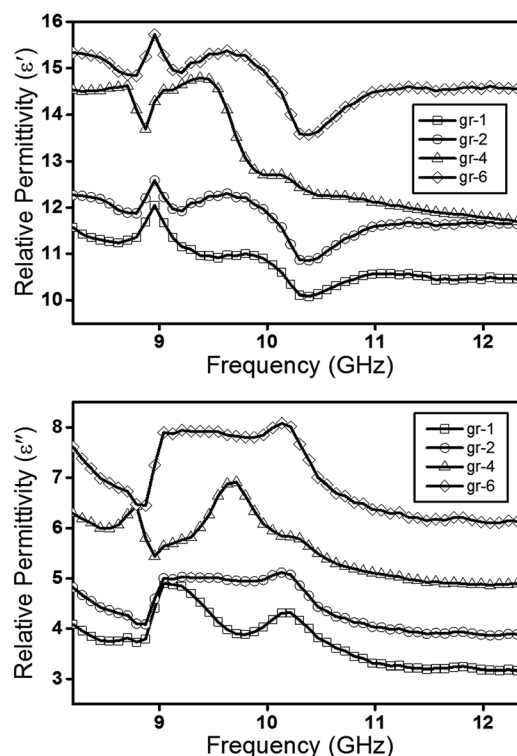 Relative Permittivity (ε′)
16
15
14
13
12
11
10
gr-1
gr-2
gr-4
gr-6
9
10
11
12
Frequency (GHz)
Relative Permittivity (ε″)
8
7
6
5
4
3
gr-1
gr-2
gr-4
gr-6
9
10
11
12
Frequency (GHz)